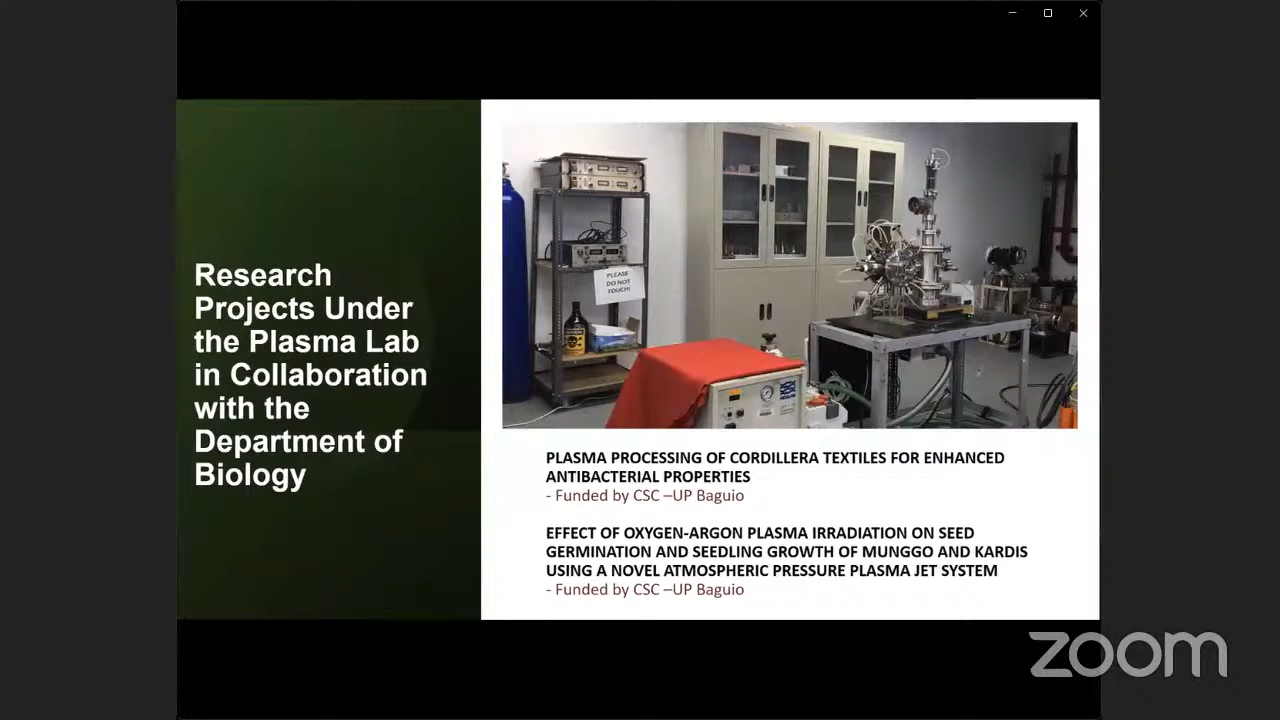 Research
Projects Under
the Plasma Lab
in Collaboration
with the
Department of
Biology
PLEASE
DO NOT
TOUCH!
PLASMA PROCESSING OF CORDILLERA TEXTILES FOR ENHANCED
ANTIBACTERIAL PROPERTIES
- Funded by CSC –UP Baguio
EFFECT OF OXYGEN-ARGON PLASMA IRRADIATION ON SEED
GERMINATION AND SEEDLING GROWTH OF MUNGGO AND KARDIS
USING A NOVEL ATMOSPHERIC PRESSURE PLASMA JET SYSTEM
- Funded by CSC –UP Baguio
zoom